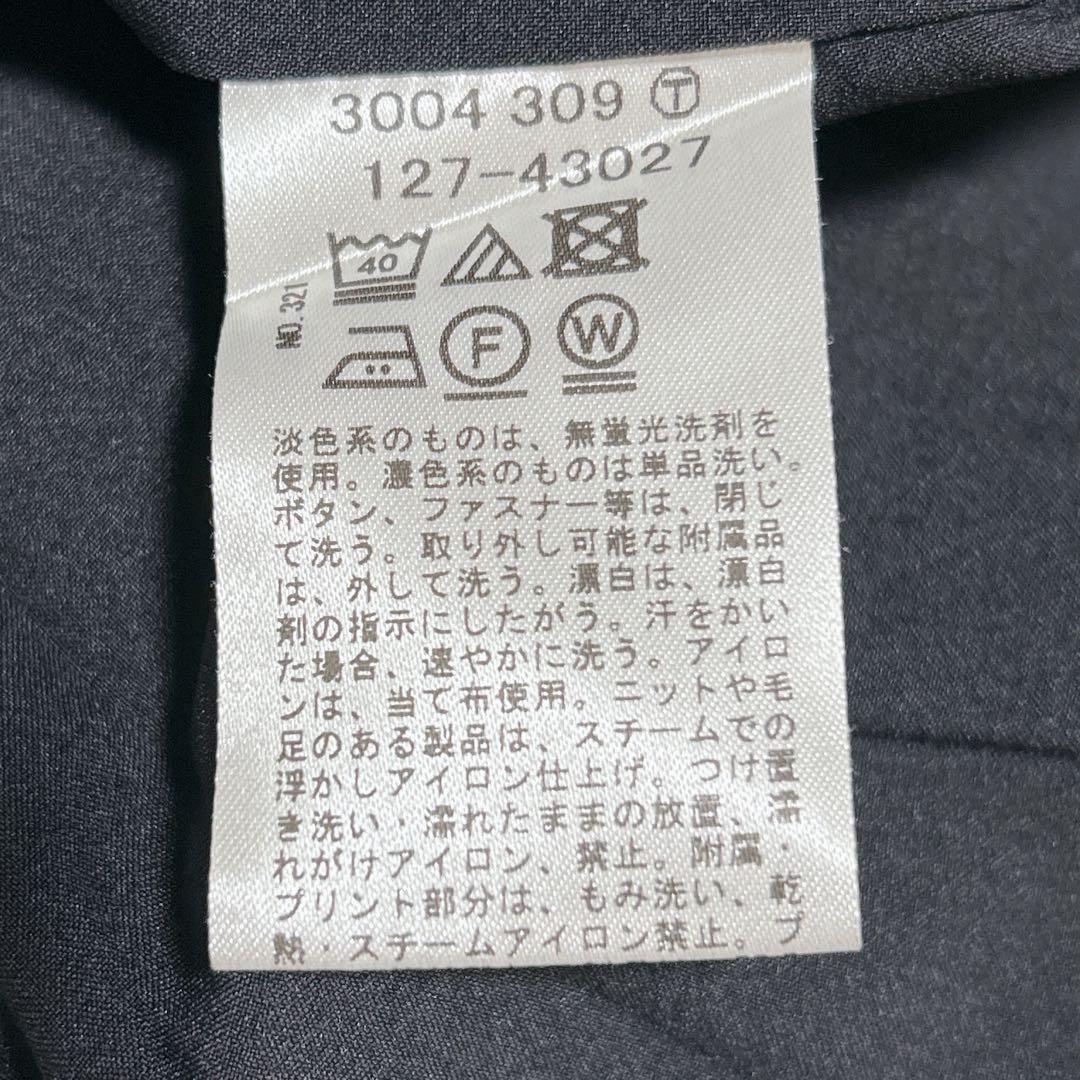 3004 309 Ⓣ
127-43027
40
NO.321
F
W
淡色系のものは、無蛍光洗剤を
使用。濃色系のものは単品洗い。
ボタン、ファスナー等は、閉じ
て洗う。取り外し可能な附属品
は、外して洗う。漂白は、漂白
剤の指示にしたがう。汗をかい
た場合、速やかに洗う。アイロ
ンは、当て布使用。ニットや毛
足のある製品は、スチームでの
浮かしアイロン仕上げ。つけ置
き洗い・濡れたままの放置、濡
れがけアイロン、禁止。附属・
プリント部分は、もみ洗い、乾
熱・スチームアイロン禁止。プ